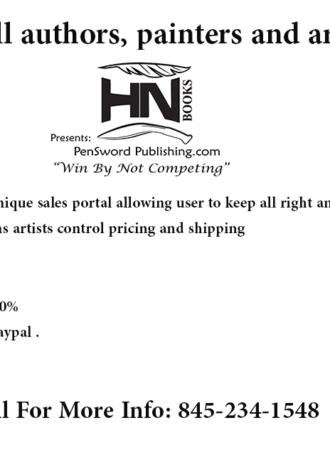 ll authors, painters and ar
HN BOOKS
Presents:
PenSword Publishing.com
“Win By Not Competing”
nique sales portal allowing user to keep all right an
as artists control pricing and shipping
0%
aypal .
ll For More Info: 845-234-1548